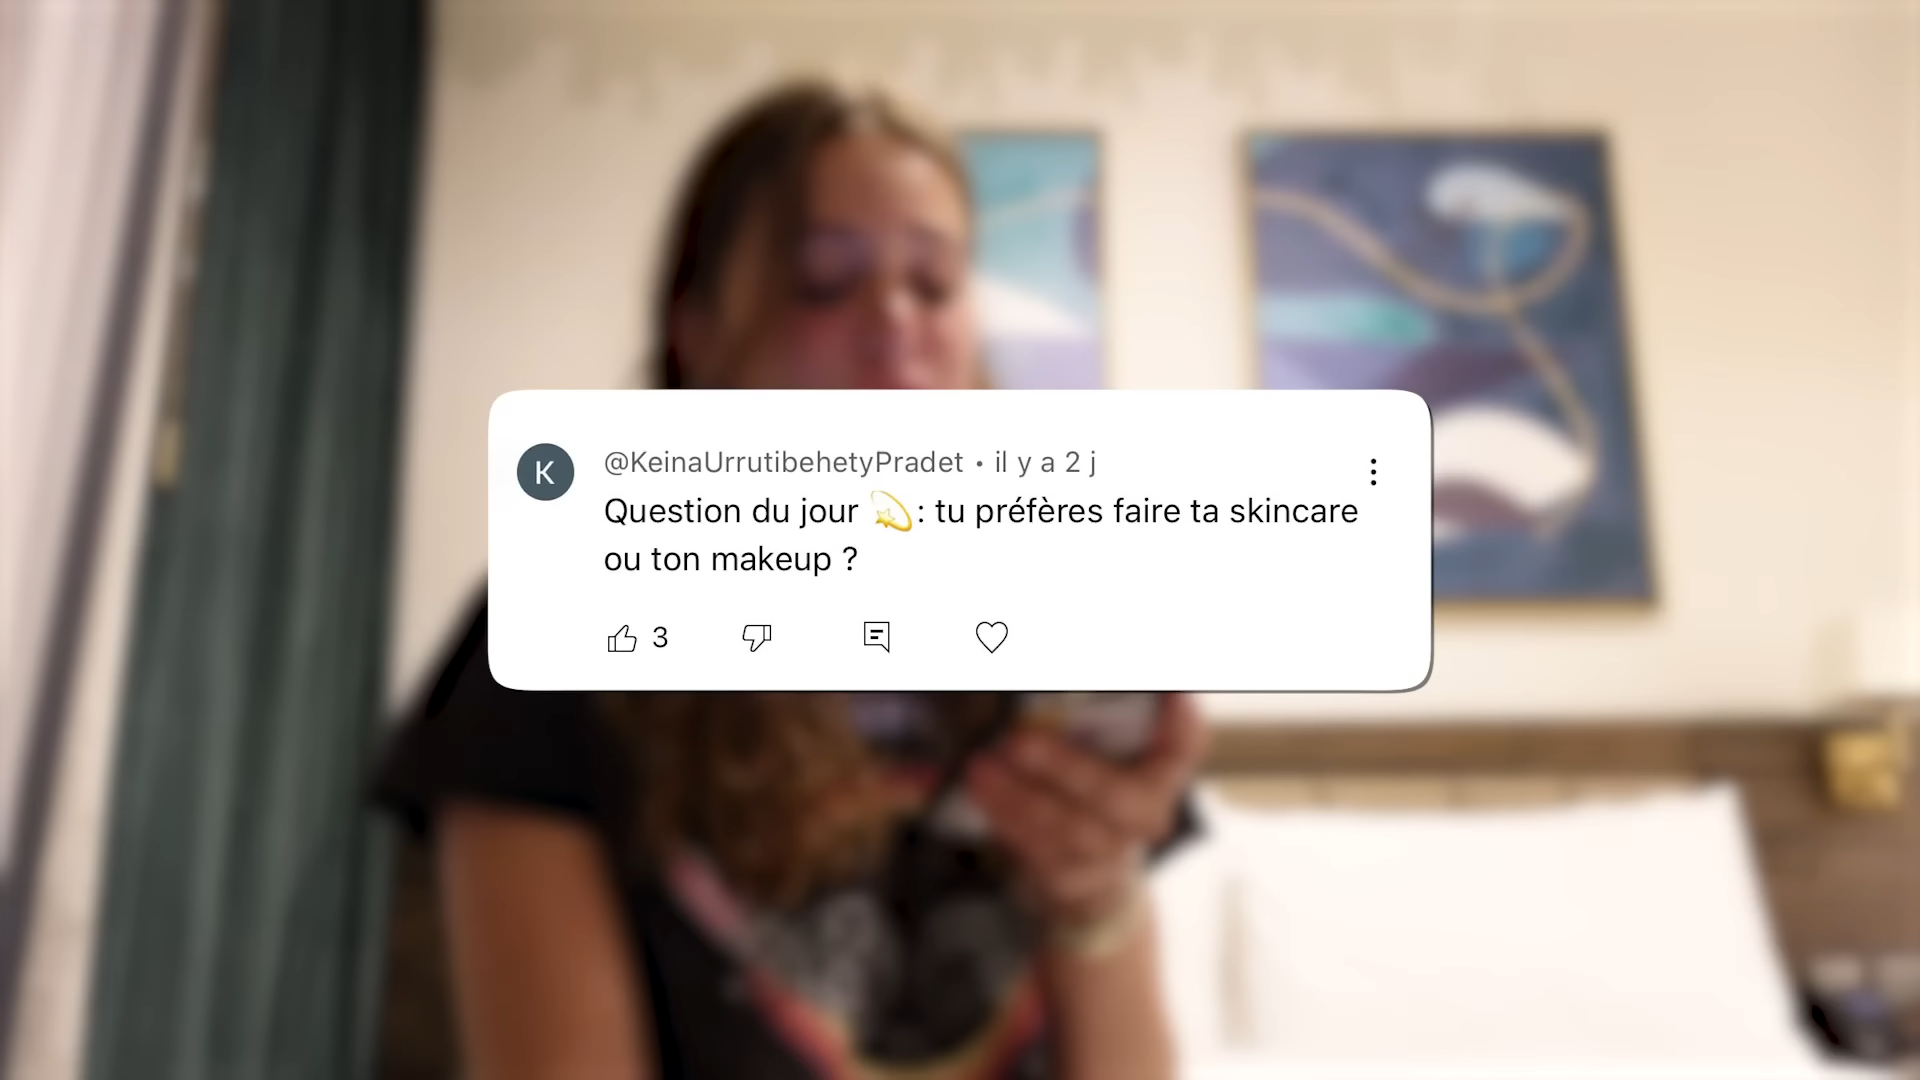 K
@KeinaUrrutibehetyPradet • il y a 2 j
Question du jour 💫: tu préfères faire ta skincare
ou ton makeup ?
3